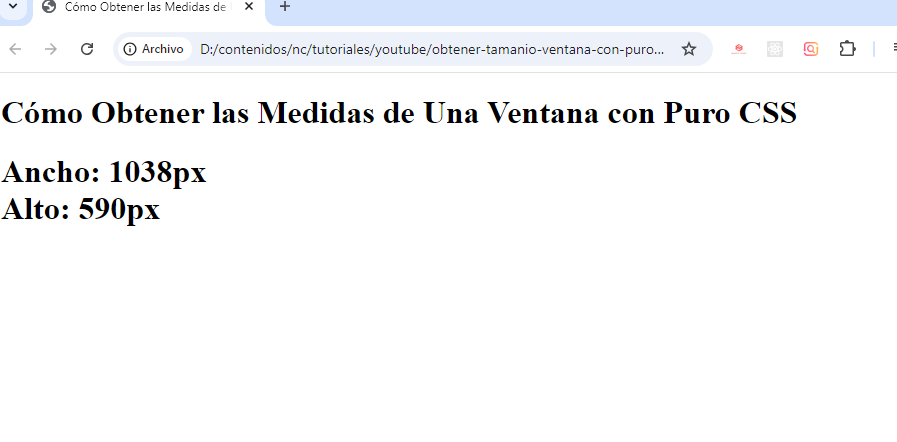 Cómo Obtener las Medidas de
Archivo
D:/contenidos/nc/tutoriales/youtube/obtener-tamanio-ventana-con-puro...
Cómo Obtener las Medidas de Una Ventana con Puro CSS
Ancho: 1038px
Alto: 590px